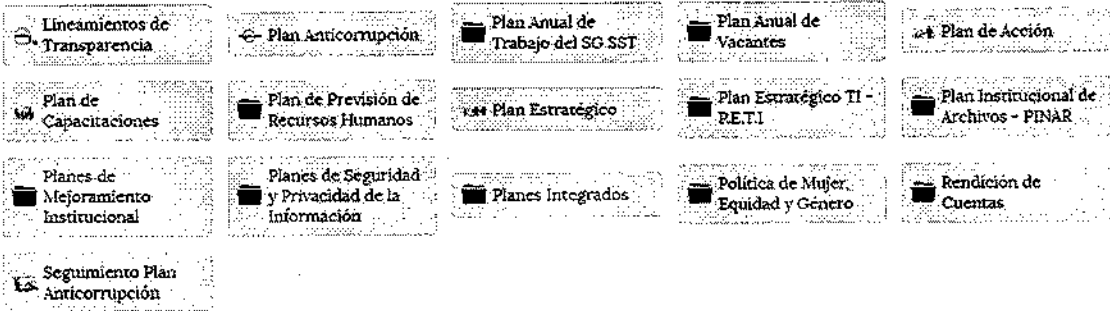 Lineamientos de
Transparencia
Plan Anticorrupción
Plan Anual de
Trabajo del SG SST
Plan Anual de
Vacantes
Plan de Acción
Plan de
Capacitaciones
Plan de Previsión de
Recursos Humanos
Plan Estratégico
Plan Estratégico TI -
P.E.T.I
Plan Institucional de
Archivos - PINAR
Planes de
Mejoramiento
Institucional
Planes de Seguridad
y Privacidad de la
Información
Planes Integrados
Política de Mujer,
Equidad y Género
Rendición de
Cuentas
Seguimiento Plan
Anticorrupción